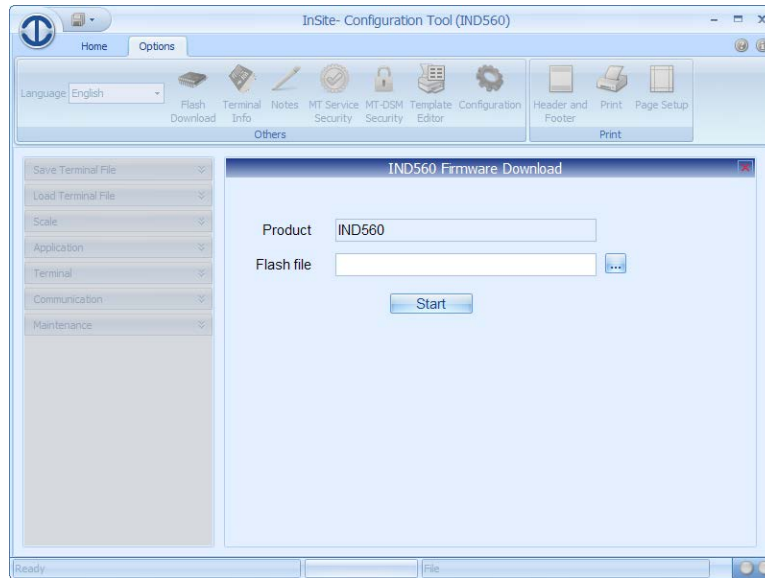 InSite- Configuration Tool (IND560)
Home Options
Language English
Flash Download
Terminal Info
Notes
MT Service Security
MT-DSM Security
Template Editor
Configuration
Others
Header and Footer
Print
Page Setup
Print
Save Terminal File
Load Terminal File
Scale
Application
Terminal
Communication
Maintenance
IND560 Firmware Download
Product IND560
Flash file
...
Start
Ready
File